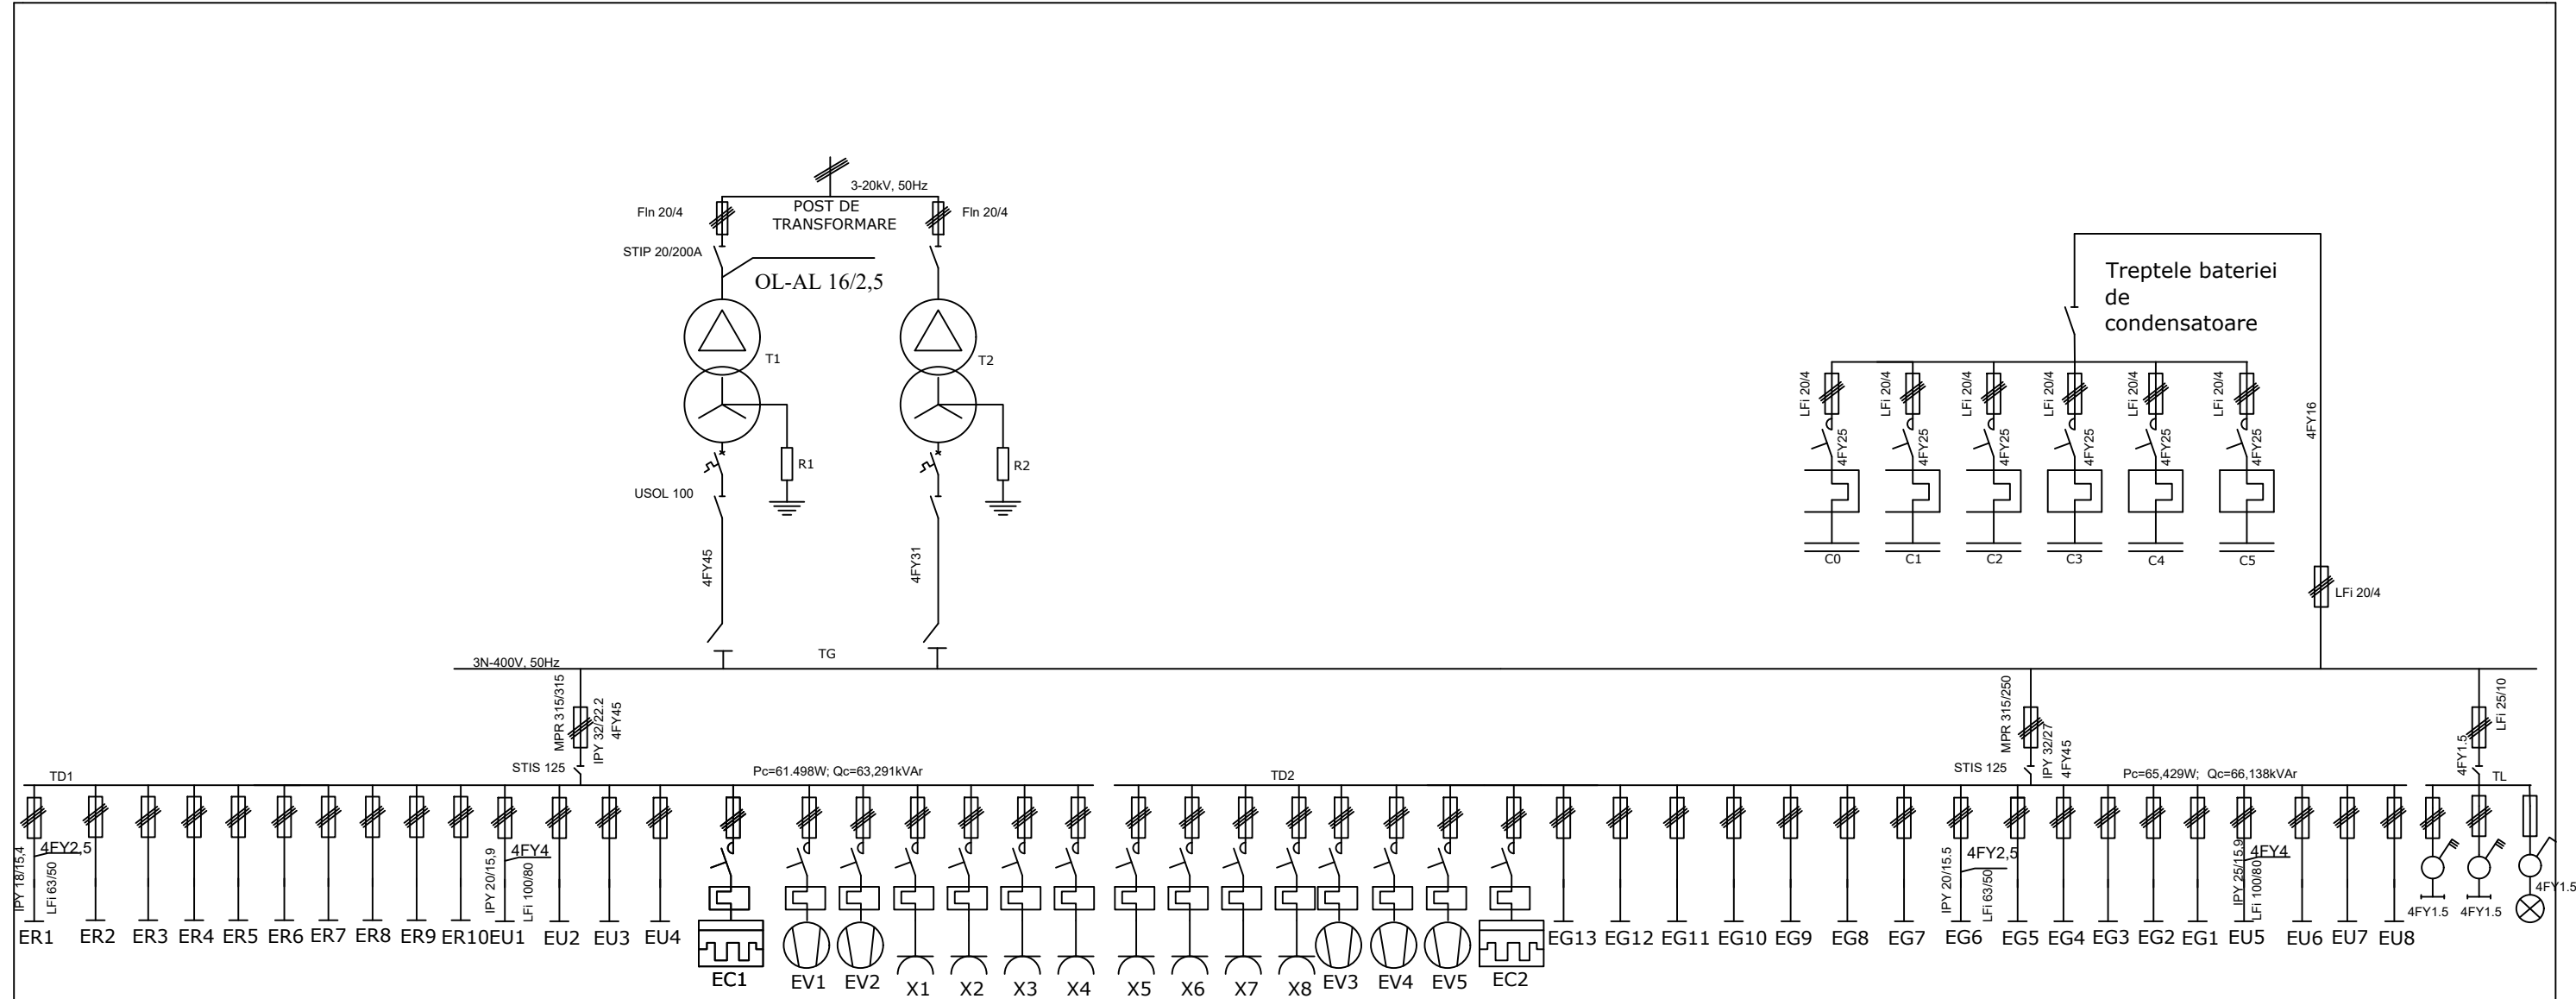 3-20kV, 50Hz
FIn 20/4
POST DE
TRANSFORMARE
FIn 20/4
STIP 20/200A
OL-AL 16/2,5
T1
T2
R1
R2
USOL 100
4FY45
4FY31
Treptele bateriei
de
condensatoare
LFi 20/4
LFi 20/4
LFi 20/4
LFi 20/4
LFi 20/4
LFi 20/4
4FY25
4FY25
4FY25
4FY25
4FY25
4FY25
4FY16
C0
C1
C2
C3
C4
C5
LFi 20/4
TG
3N-400V, 50Hz
MPR 315/315
IPY 32/22.2
4FY45
STIS 125
MPR 315/250
IPY 32/27
4FY45
STIS 125
LFi 25/10
4FY1.5
TD1
Pc=61.498W; Qc=63,291kVAr
TD2
Pc=65,429W; Qc=66,138kVAr
TL
IPY 18/15,4
4FY2,5
LFi 63/50
IPY 20/15,9
4FY4
LFi 100/80
IPY 20/15.5
4FY2,5
LFi 63/50
IPY 25/15.9
4FY4
LFi 100/80
4FY1.5
4FY1.5
4FY1.5
ER1
ER2
ER3
ER4
ER5
ER6
ER7
ER8
ER9
ER10
EU1
EU2
EU3
EU4
EC1
EV1
EV2
X1
X2
X3
X4
X5
X6
X7
X8
EV3
EV4
EV5
EC2
EG13
EG12
EG11
EG10
EG9
EG8
EG7
EG6
EG5
EG4
EG3
EG2
EG1
EU5
EU6
EU7
EU8